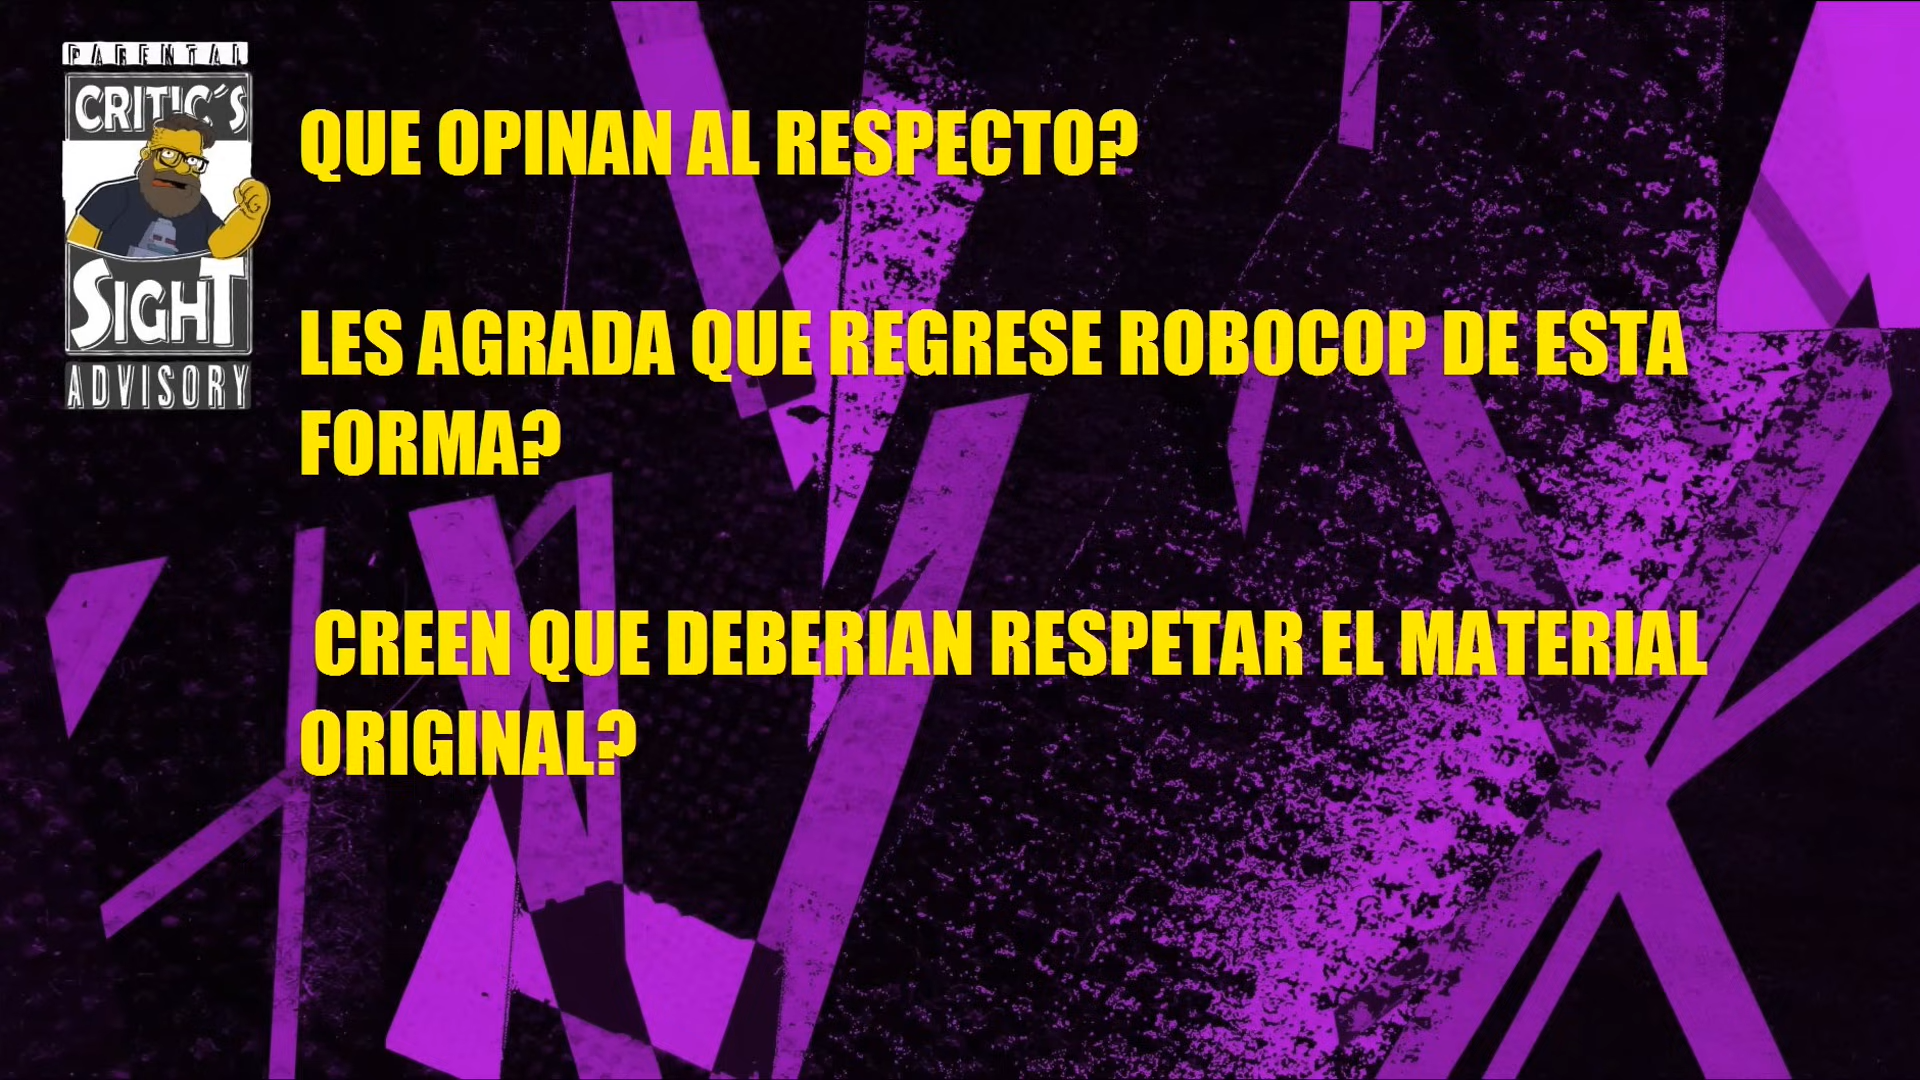 PARENTAL
CRITIC´S
SIGHT
ADVISORY
QUE OPINAN AL RESPECTO?
LES AGRADA QUE REGRESE ROBOCOP DE ESTA
FORMA?
CREEN QUE DEBERIAN RESPETAR EL MATERIAL
ORIGINAL?